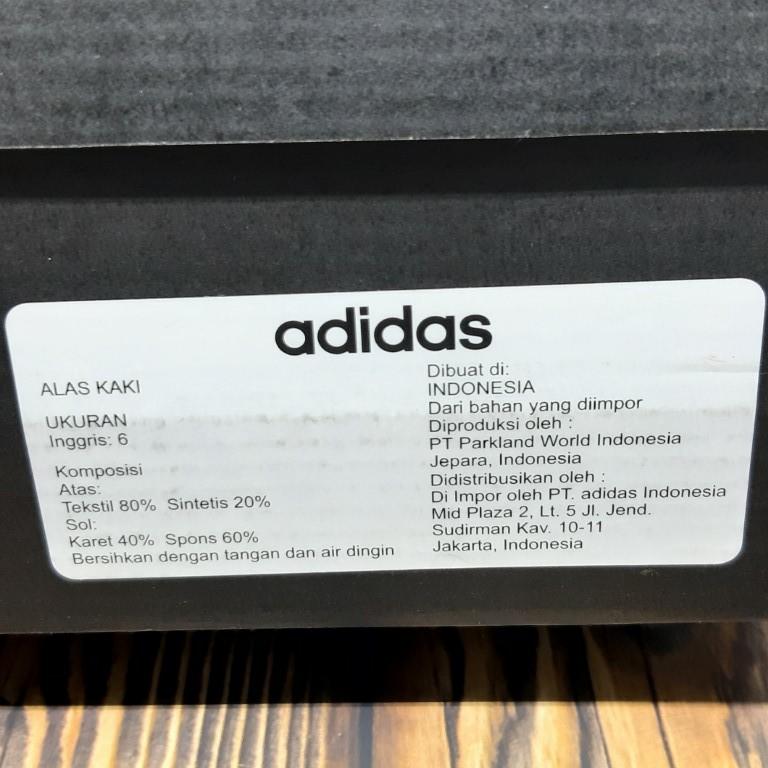 adidas
ALAS KAKI
UKURAN
Inggris: 6
Komposisi
Atas:
Tekstil 80% Sintetis 20%
Sol:
Karet 40% Spons 60%
Bersihkan dengan tangan dan air dingin
Dibuat di:
INDONESIA
Dari bahan yang diimpor
Diproduksi oleh :
PT Parkland World Indonesia
Jepara, Indonesia
Didistribusikan oleh :
Di Impor oleh PT. adidas Indonesia
Mid Plaza 2, Lt. 5 Jl. Jend.
Sudirman Kav. 10-11
Jakarta, Indonesia